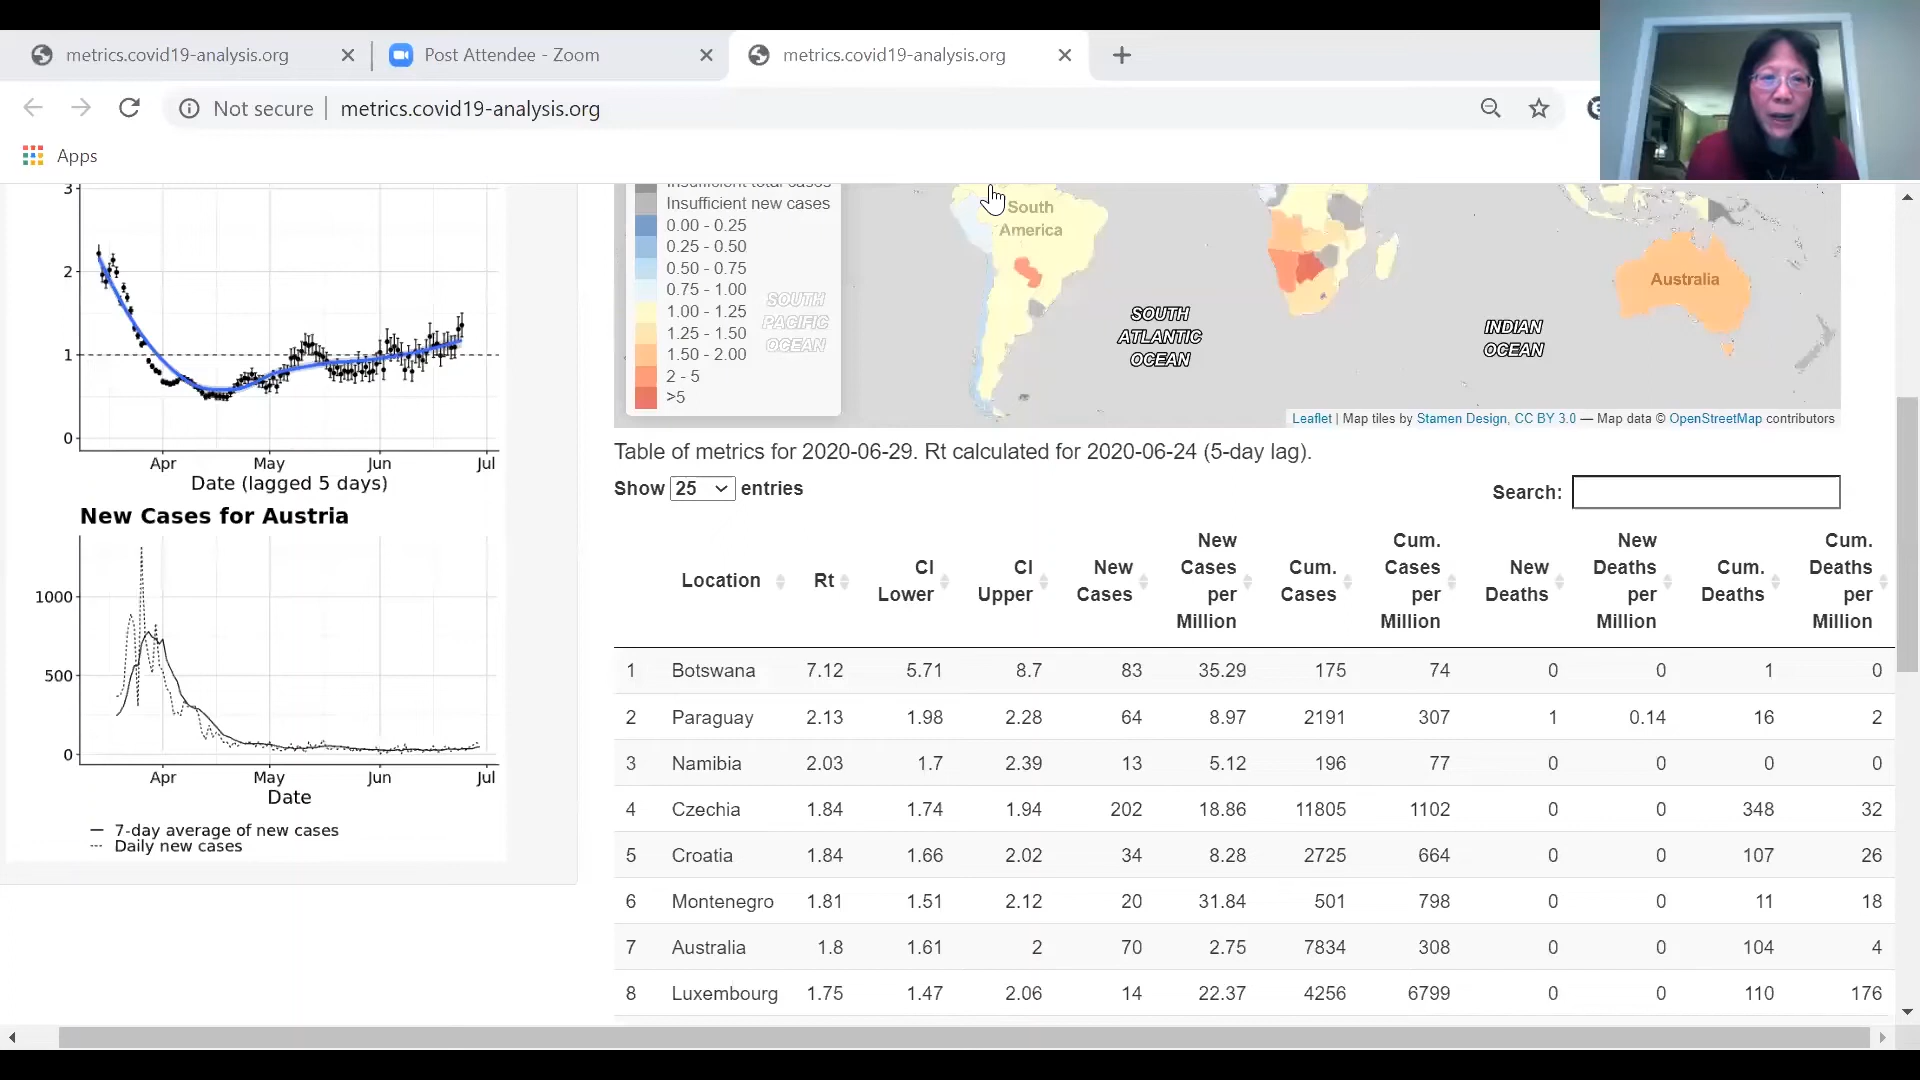 metrics.covid19-analysis.org
Post Attendee - Zoom
metrics.covid19-analysis.org
Not secure
metrics.covid19-analysis.org
Apps
3
2
1
0
Apr May Jun Jul
Date (lagged 5 days)
New Cases for Austria
1000
500
0
Apr May Jun Jul
Date
7-day average of new cases
Daily new cases
Insufficient total cases
Insufficient new cases
0.00 - 0.25
0.25 - 0.50
0.50 - 0.75
0.75 - 1.00
1.00 - 1.25
1.25 - 1.50
1.50 - 2.00
2 - 5
>5
SOUTH
PACIFIC
OCEAN
South
America
SOUTH
ATLANTIC
OCEAN
INDIAN
OCEAN
Australia
Leaflet | Map tiles by Stamen Design, CC BY 3.0 — Map data © OpenStreetMap contributors
Table of metrics for 2020-06-29. Rt calculated for 2020-06-24 (5-day lag).
Show 25 entries
Search:
Location Rt CI Lower CI Upper New Cases New Cases per Million Cum. Cases Cum. Cases per Million New Deaths New Deaths per Million Cum. Deaths Cum. Deaths per Million
1 Botswana 7.12 5.71 8.7 83 35.29 175 74 0 0 1 0
2 Paraguay 2.13 1.98 2.28 64 8.97 2191 307 1 0.14 16 2
3 Namibia 2.03 1.7 2.39 13 5.12 196 77 0 0 0 0
4 Czechia 1.84 1.74 1.94 202 18.86 11805 1102 0 0 348 32
5 Croatia 1.84 1.66 2.02 34 8.28 2725 664 0 0 107 26
6 Montenegro 1.81 1.51 2.12 20 31.84 501 798 0 0 11 18
7 Australia 1.8 1.61 2 70 2.75 7834 308 0 0 104 4
8 Luxembourg 1.75 1.47 2.06 14 22.37 4256 6799 0 0 110 176